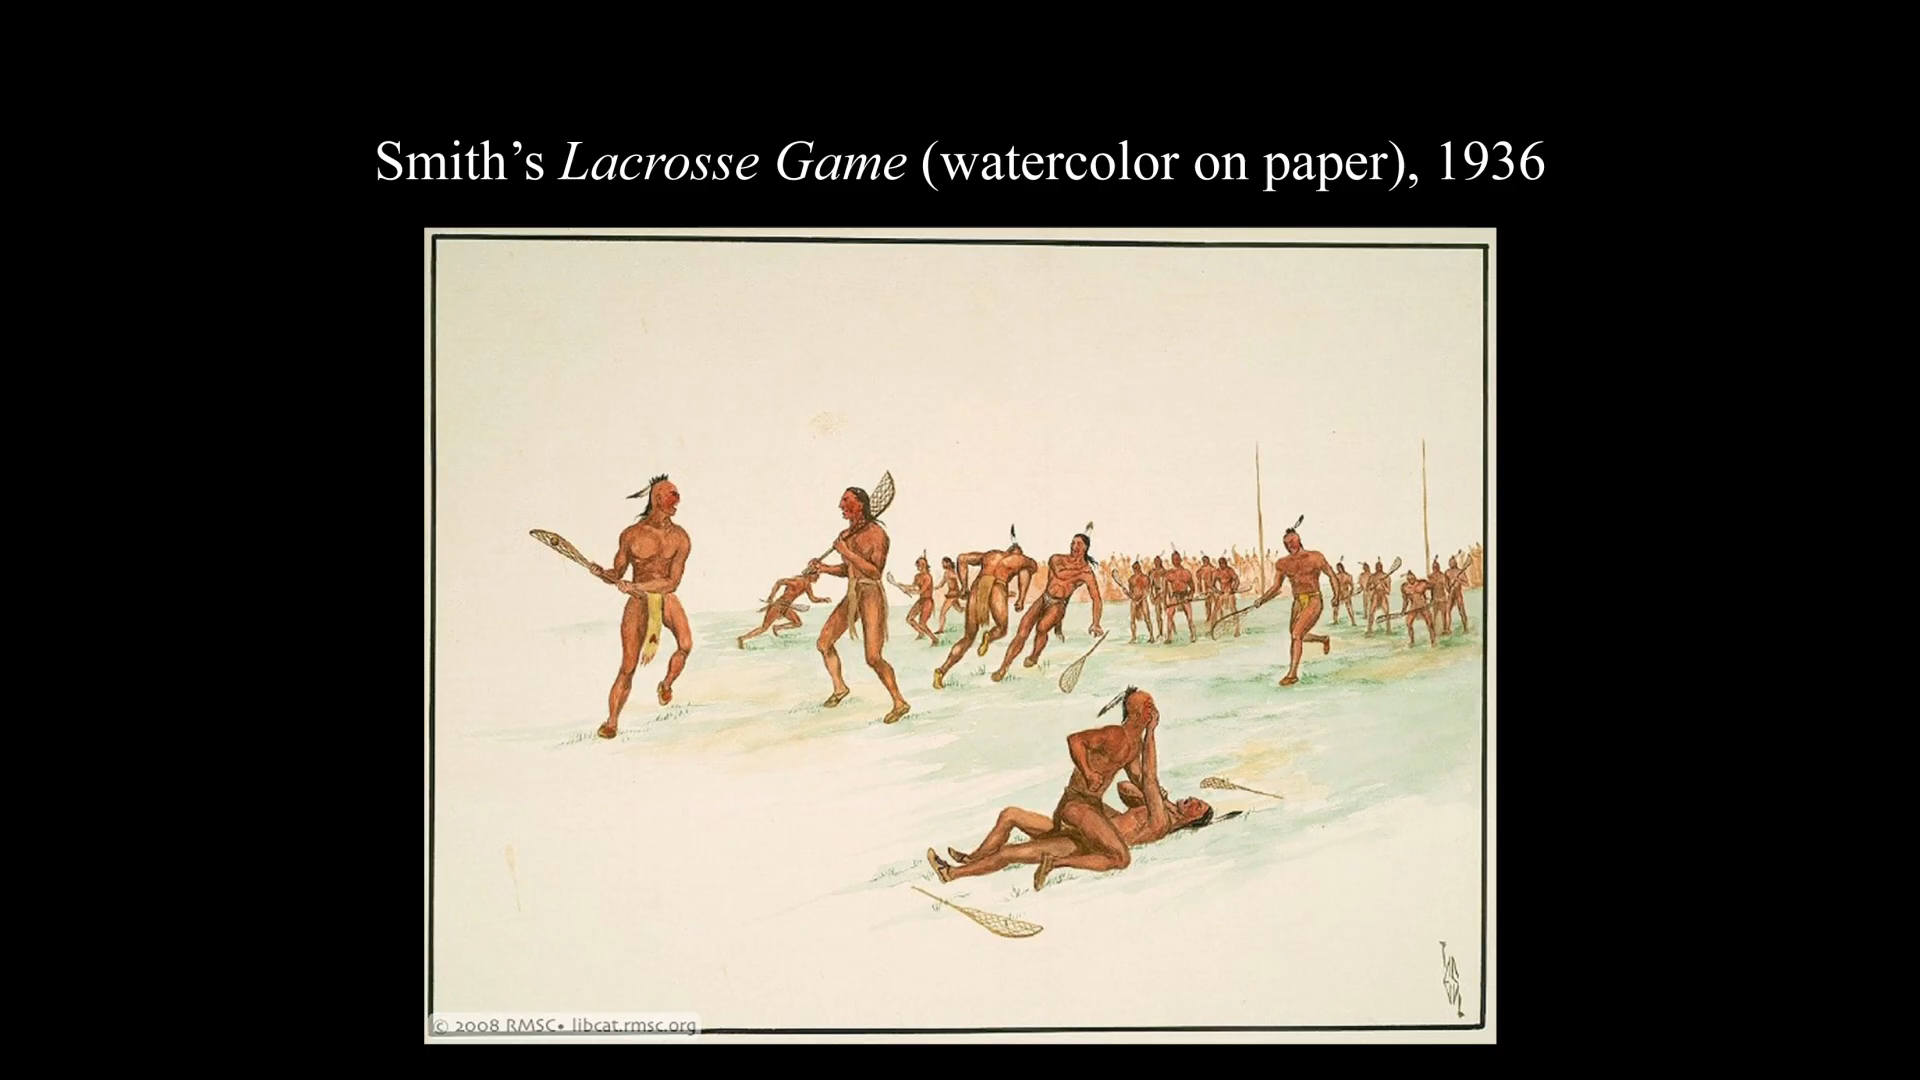 Smith’s Lacrosse Game (watercolor on paper), 1936
© 2008 RMSC• libcat.rmsc.org